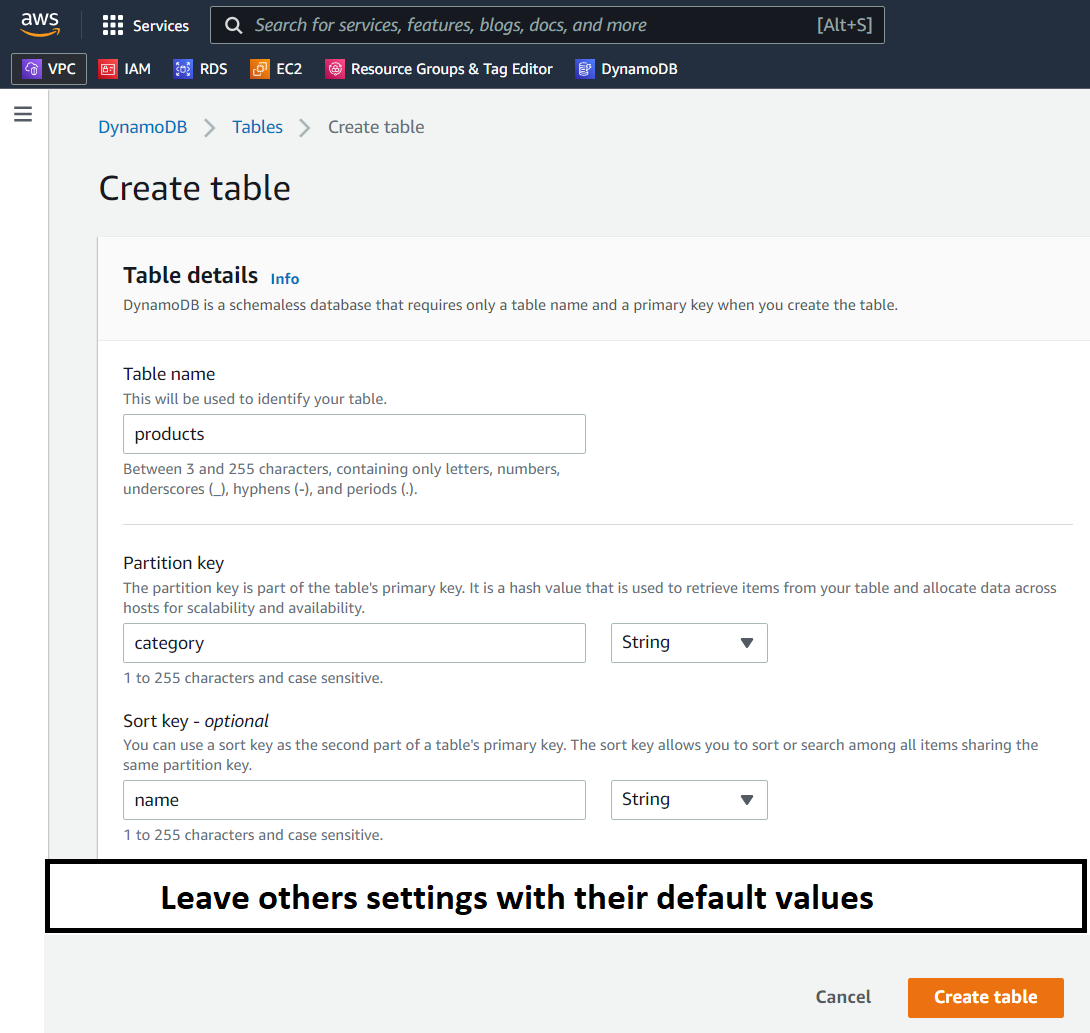 aws
Services
Search for services, features, blogs, docs, and more [Alt+S]
VPC IAM RDS EC2 Resource Groups & Tag Editor DynamoDB
DynamoDB Tables Create table
Create table
Table details Info
DynamoDB is a schemaless database that requires only a table name and a primary key when you create the table.
Table name
This will be used to identify your table.
products
Between 3 and 255 characters, containing only letters, numbers,
underscores (_), hyphens (-), and periods (.).
Partition key
The partition key is part of the table's primary key. It is a hash value that is used to retrieve items from your table and allocate data across
hosts for scalability and availability.
category String
1 to 255 characters and case sensitive.
Sort key - optional
You can use a sort key as the second part of a table's primary key. The sort key allows you to sort or search among all items sharing the
same partition key.
name String
1 to 255 characters and case sensitive.
Leave others settings with their default values
Cancel Create table